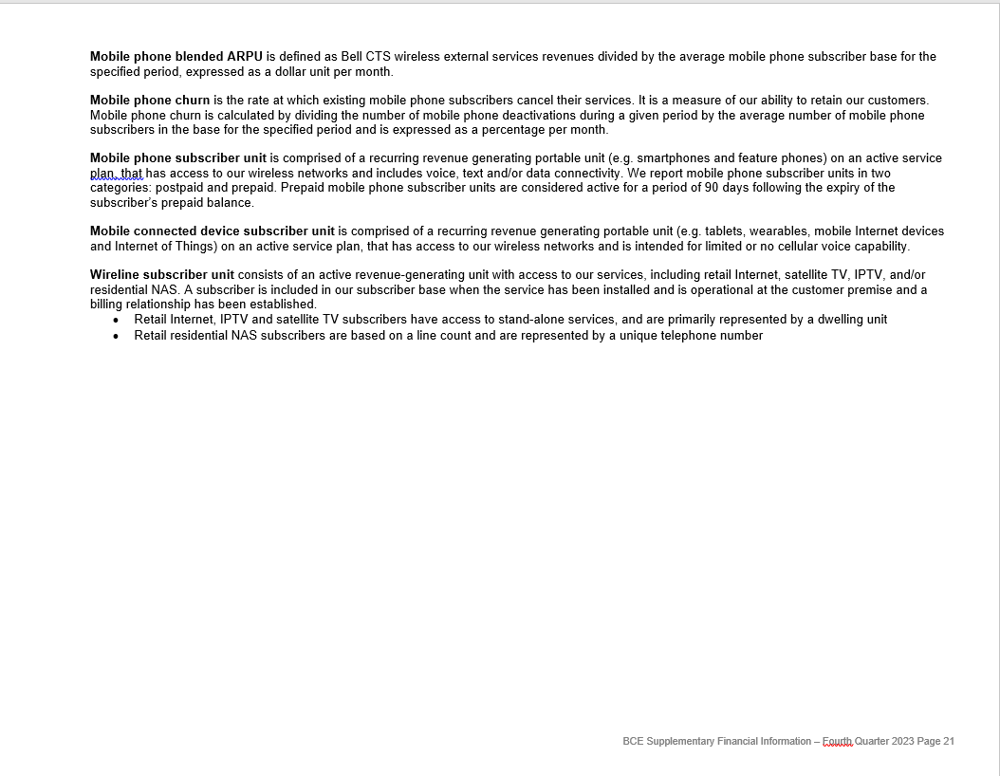 Mobile phone blended ARPU is defined as Bell CTS wireless external services revenues divided by the average mobile phone subscriber base for the
specified period, expressed as a dollar unit per month.
Mobile phone churn is the rate at which existing mobile phone subscribers cancel their services. It is a measure of our ability to retain our customers.
Mobile phone churn is calculated by dividing the number of mobile phone deactivations during a given period by the average number of mobile phone
subscribers in the base for the specified period and is expressed as a percentage per month.
Mobile phone subscriber unit is comprised of a recurring revenue generating portable unit (e.g. smartphones and feature phones) on an active service
plan, that has access to our wireless networks and includes voice, text and/or data connectivity. We report mobile phone subscriber units in two
categories: postpaid and prepaid. Prepaid mobile phone subscriber units are considered active for a period of 90 days following the expiry of the
subscriber's prepaid balance.
Mobile connected device subscriber unit is comprised of a recurring revenue generating portable unit (e.g. tablets, wearables, mobile Internet devices
and Internet of Things) on an active service plan, that has access to our wireless networks and is intended for limited or no cellular voice capability.
Wireline subscriber unit consists of an active revenue-generating unit with access to our services, including retail Internet, satellite TV, IPTV, and/or
residential NAS. A subscriber is included in our subscriber base when the service has been installed and is operational at the customer premise and a
billing relationship has been established.
• Retail Internet, IPTV and satellite TV subscribers have access to stand-alone services, and are primarily represented by a dwelling unit
• Retail residential NAS subscribers are based on a line count and are represented by a unique telephone number
BCE Supplementary Financial Information – Fourth Quarter 2023 Page 21